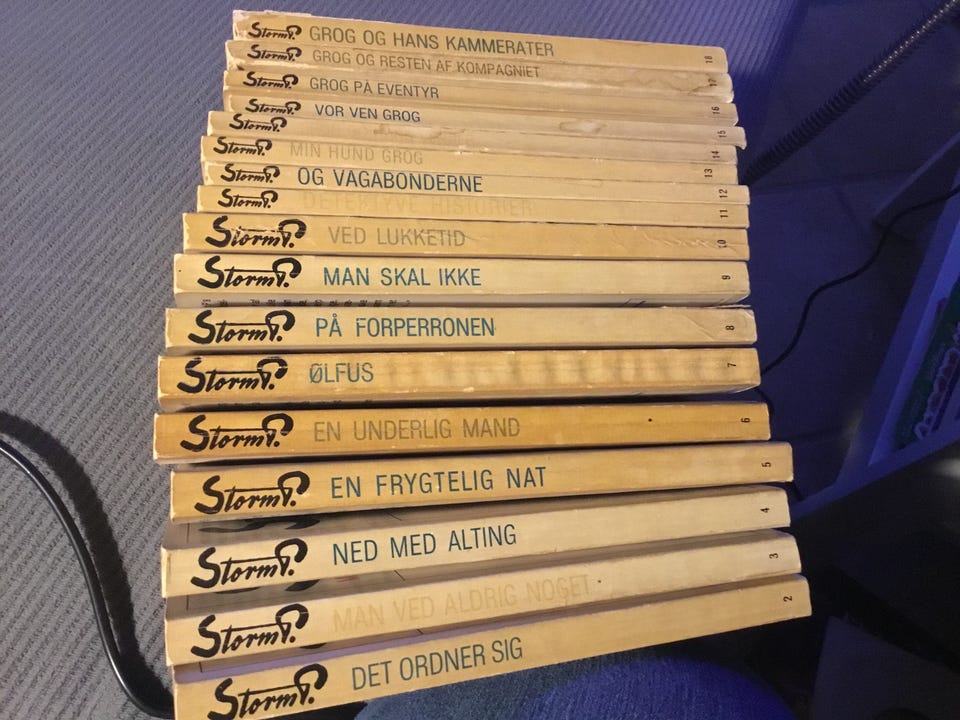 Storm P. GROG OG HANS KAMMERATER 18
Storm P. GROG OG RESTEN AF KOMPAGNIET 17
Storm P. GROG PÅ EVENTYR 16
Storm P. VOR VEN GROG 15
Storm P. 14
Storm P. MIN HUND GROG 13
Storm P. OG VAGABONDERNE 12
Storm P. DETEKTIVE HISTORIER 11
Storm P. VED LUKKETID 10
Storm P. MAN SKAL IKKE 9
Storm P. PÅ FORPERRONEN 8
Storm P. ØLFUS 7
Storm P. EN UNDERLIG MAND 6
Storm P. EN FRYGTELIG NAT 5
Storm P. NED MED ALTING 4
Storm P. MAN VED ALDRIG NOGET 3
Storm P. DET ORDNER SIG 2